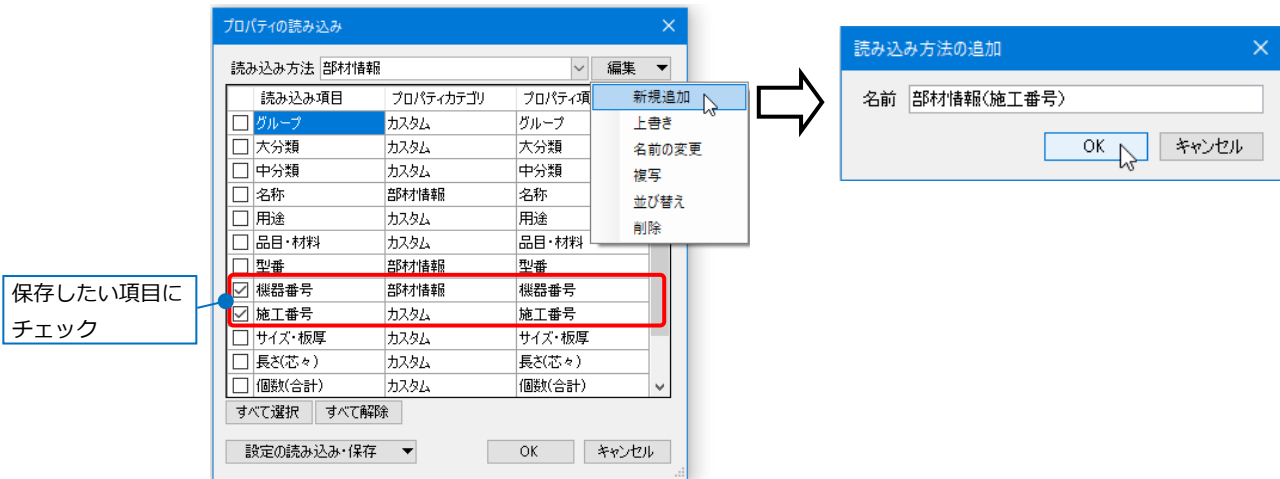 プロパティの読み込み
読み込み方法 部材情報 編集
読み込み項目 プロパティカテゴリ プロパティ項
グループ カスタム グループ
大分類 カスタム 大分類
中分類 カスタム 中分類
名称 部材情報 名称
用途 カスタム 用途
品目・材料 カスタム 品目・材料
型番 部材情報 型番
機器番号 部材情報 機器番号
施工番号 カスタム 施工番号
サイズ・板厚 カスタム サイズ・板厚
長さ(芯々) カスタム 長さ(芯々)
個数(合計) カスタム 個数(合計)
すべて選択 すべて解除
設定の読み込み・保存 OK キャンセル
新規追加
上書き
名前の変更
複写
並び替え
削除
保存したい項目に
チェック
読み込み方法の追加
名前 部材情報(施工番号)
OK キャンセル